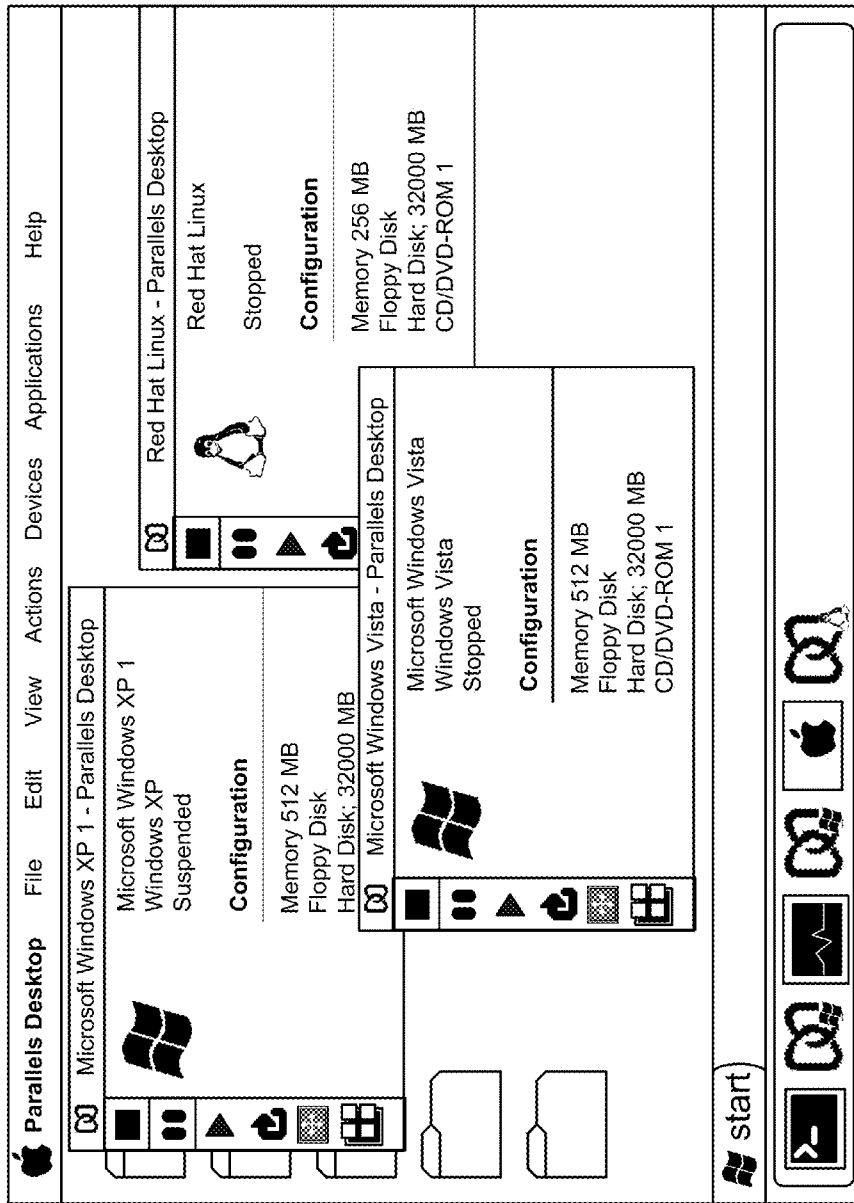 Parallels Desktop File Edit View Actions Devices Applications Help
Microsoft Windows XP 1 - Parallels Desktop
Microsoft Windows XP 1
Windows XP
Suspended
Configuration
Memory 512 MB
Floppy Disk
Hard Disk; 32000 MB
Red Hat Linux - Parallels Desktop
Red Hat Linux
Stopped
Configuration
Memory 256 MB
Floppy Disk
Hard Disk; 32000 MB
CD/DVD-ROM 1
Microsoft Windows Vista - Parallels Desktop
Microsoft Windows Vista
Windows Vista
Stopped
Configuration
Memory 512 MB
Floppy Disk
Hard Disk; 32000 MB
CD/DVD-ROM 1
start